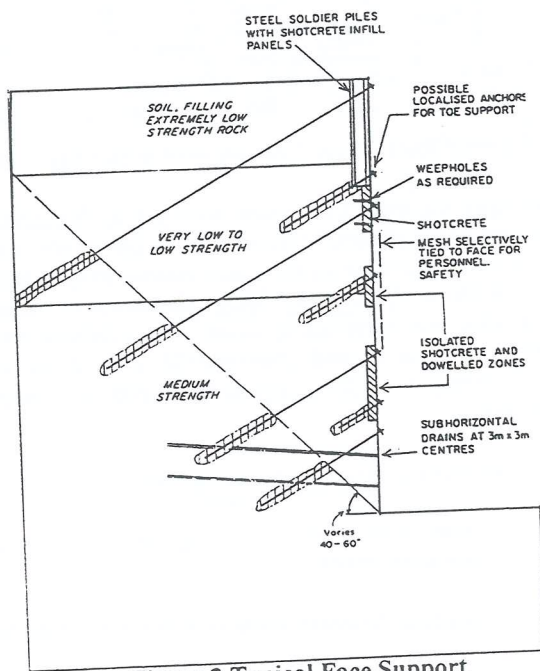 STEEL SOLDIER PILES
WITH SHOTCRETE INFILL
PANELS
SOIL, FILLING
EXTREMELY LOW
STRENGTH ROCK
POSSIBLE
LOCALISED ANCHORS
FOR TOE SUPPORT
WEEPHOLES
AS REQUIRED
SHOTCRETE
VERY LOW TO
LOW STRENGTH
MESH SELECTIVELY
TIED TO FACE FOR
PERSONNEL.
SAFETY
ISOLATED
SHOTCRETE AND
DOWELLED ZONES
MEDIUM
STRENGTH
SUBHORIZONTAL
DRAINS AT 3m x 3m
CENTRES
Varies
40-60°
2 Typical Face Support